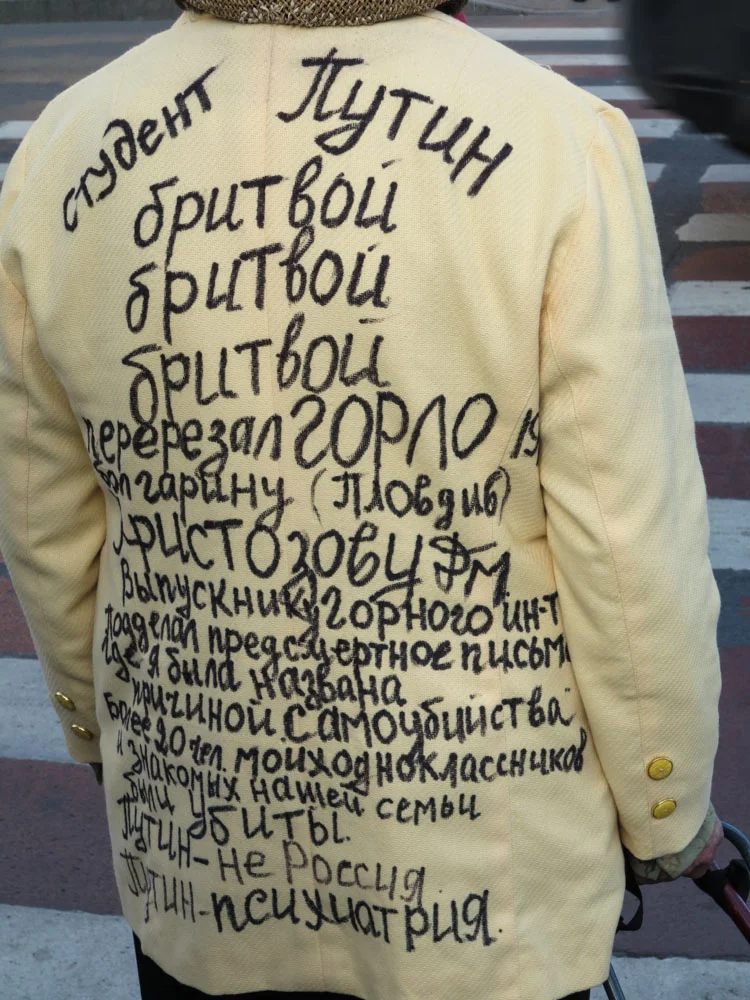 студент Путин
бритвой
бритвой
бритвой
перерезал ГОРЛО 19
болгарину (Пловдив)
Христозову
выпускнику горного ин-т
подделал предсмертное письмо
где я была названа
причиной "самоубийства"
более 20 чел. моих одноклассников
и знакомых нашей семьи
были убиты.
Путин-не Россия.
Путин-психиатрия.